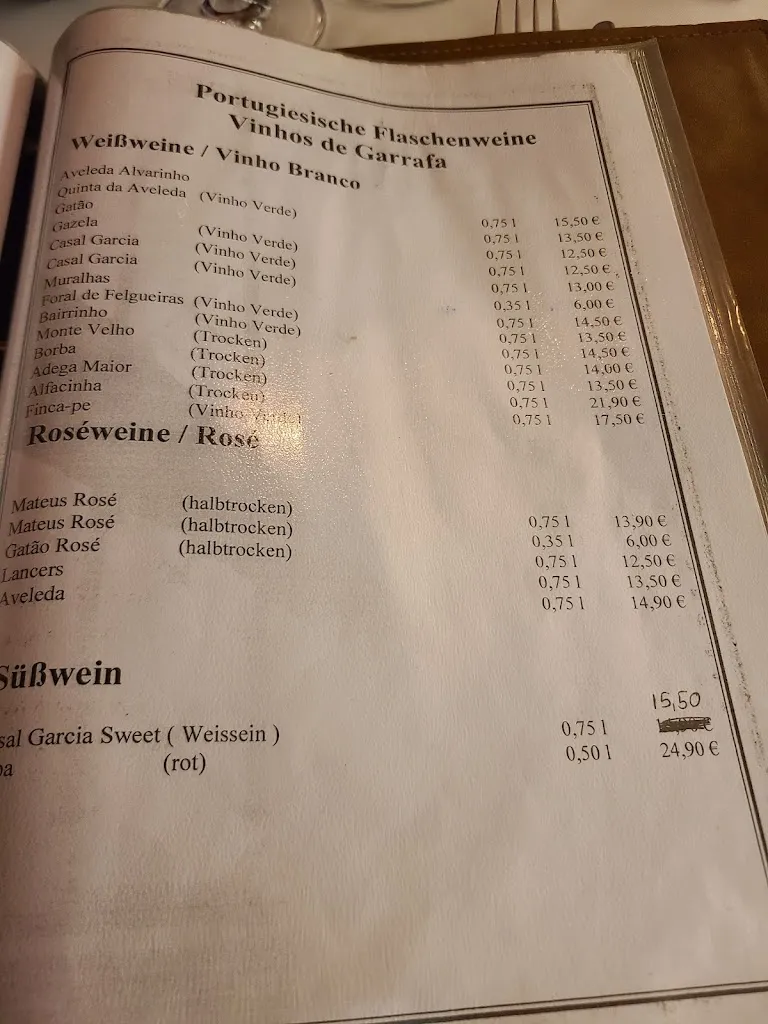 Portugiesische Flaschenweine
Vinhos de Garrafa
Weißweine / Vinho Branco
Aveleda Alvarinho 0,75 l 15,50 €
Quinta da Aveleda (Vinho Verde) 0,75 l 13,50 €
Gatão 0,75 l 12,50 €
Gazela (Vinho Verde) 0,75 l 12,50 €
Casal Garcia (Vinho Verde) 0,75 l 13,00 €
Casal Garcia (Vinho Verde) 0,35 l 6,00 €
Muralhas 0,75 l 14,50 €
Foral de Felgueiras (Vinho Verde) 0,75 l 13,50 €
Bairrinho (Vinho Verde) 0,75 l 14,50 €
Monte Velho (Trocken) 0,75 l 14,00 €
Borba (Trocken) 0,75 l 13,50 €
Adega Maior (Trocken) 0,75 l 21,90 €
Alfacinha (Trocken) 0,75 l 17,50 €
Finca-pe (Vinho Verde)
Roséweine / Rosé
Mateus Rosé (halbtrocken) 0,75 l 13,90 €
Mateus Rosé (halbtrocken) 0,35 l 6,00 €
Gatão Rosé (halbtrocken) 0,75 l 12,50 €
Lancers 0,75 l 13,50 €
Aveleda 0,75 l 14,90 €
Süßwein
15,50
Garcia Sweet ( Weissein ) 0,75 l
(rot) 0,50 l 24,90 €